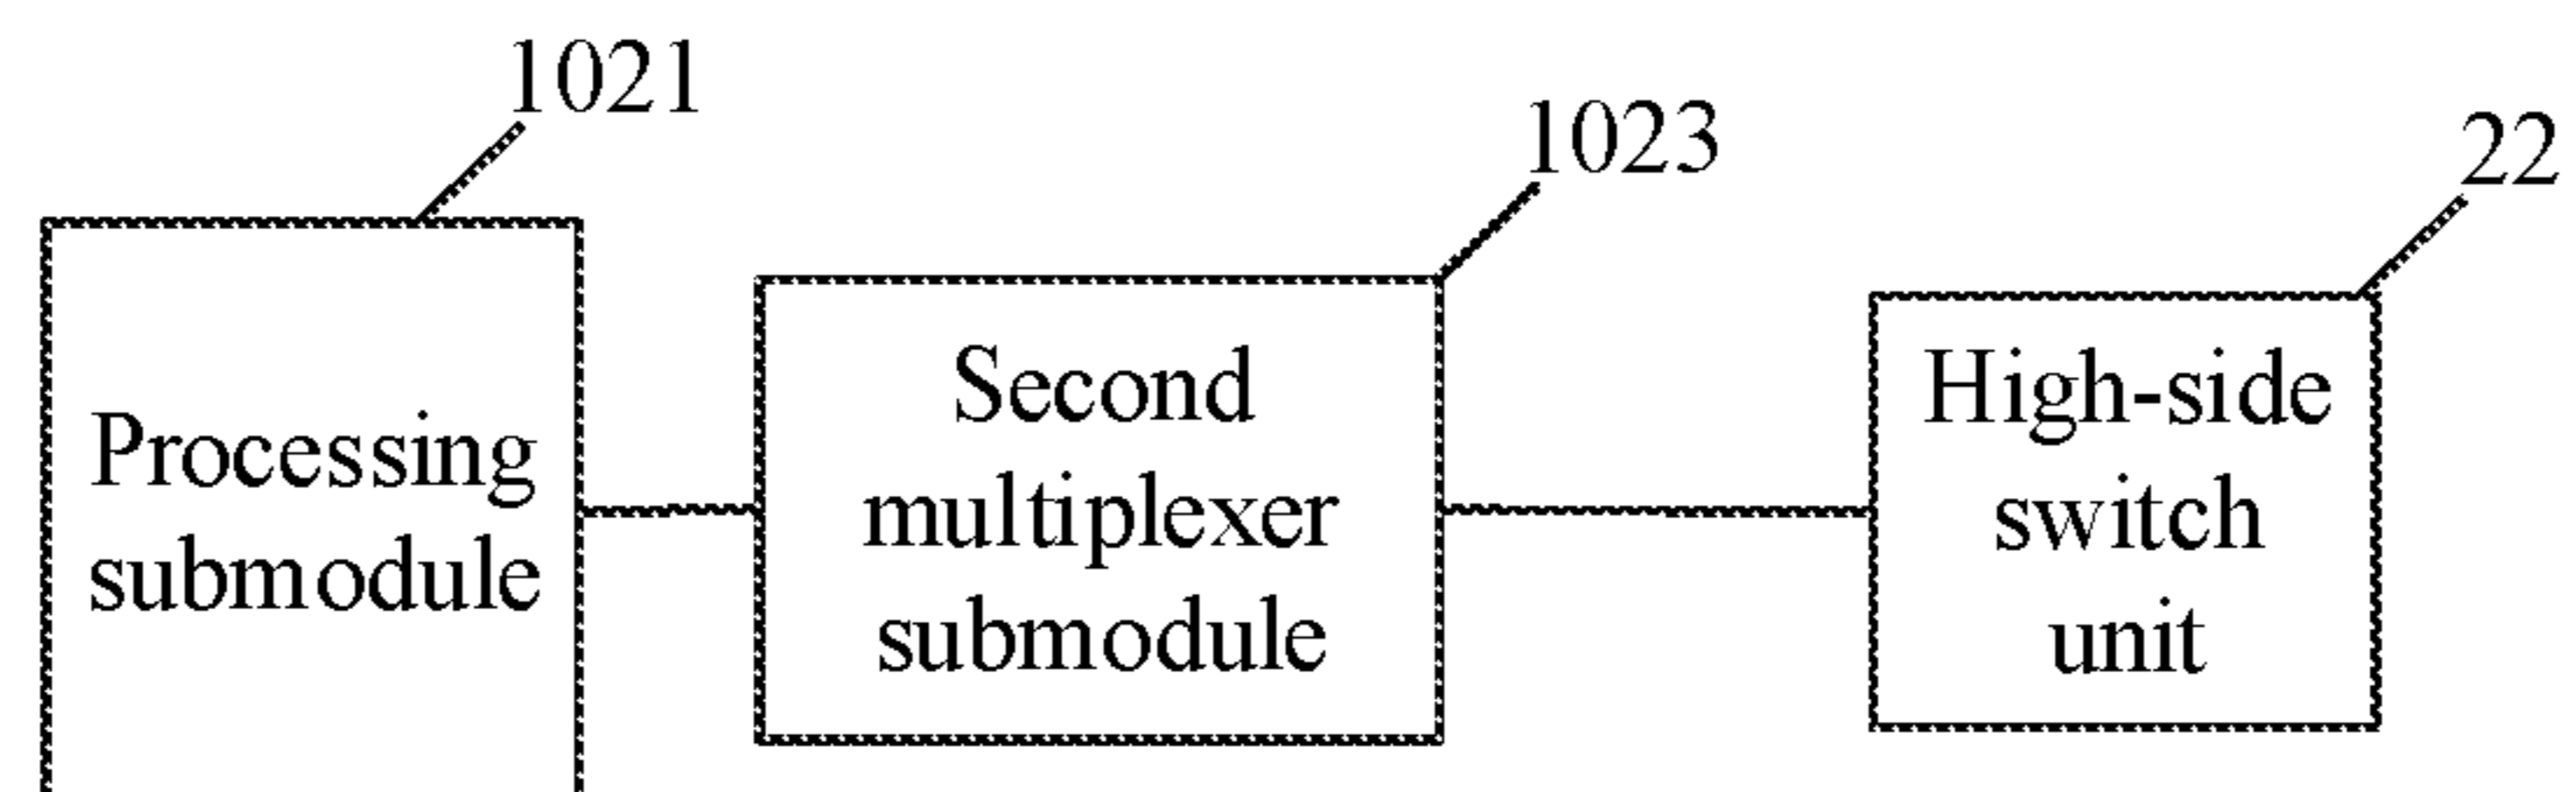 1021
1023
22
Processing
submodule
Second
multiplexer
submodule
High-side
switch
unit